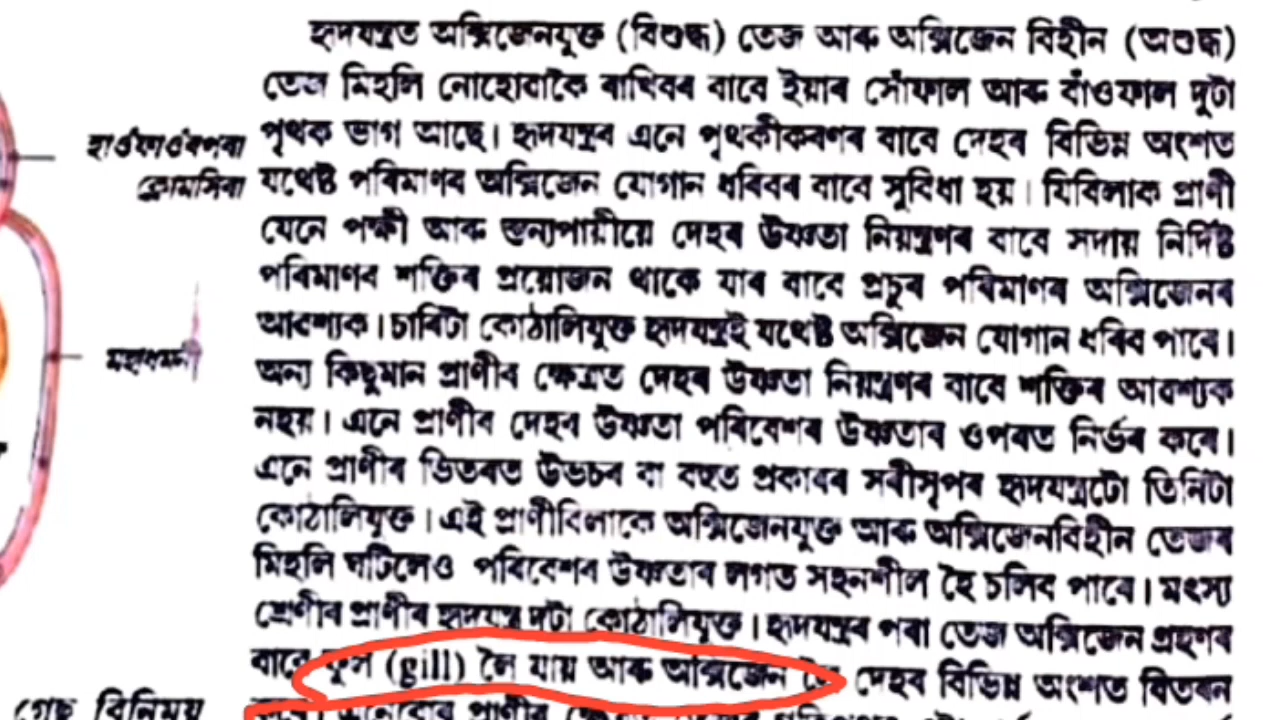 হৃদযন্ত্ৰত অক্সিজেনযুক্ত (বিশুদ্ধ) তেজ আৰু অক্সিজেন বিহীন (অশুদ্ধ)
তেজ মিহলি নোহোৱাকৈ ৰাখিবৰ বাবে ইয়াৰ সোঁফাল আৰু বাঁওফাল দুটা
হাওঁফাওঁৰপৰা
পৃথক ভাগ আছে। হৃদযন্ত্ৰৰ এনে পৃথকীকৰণৰ বাবে দেহৰ বিভিন্ন অংশত
যথেষ্ট পৰিমাণৰ অক্সিজেন যোগান ধৰিবৰ বাবে সুবিধা হয়। যিবিলাক প্ৰাণী
যেনে পক্ষী আৰু স্তন্যপায়ীয়ে দেহৰ উষ্ণতা নিয়ন্ত্ৰণৰ বাবে সদায় নিৰ্দিষ্ট
পৰিমাণৰ শক্তিৰ প্ৰয়োজন থাকে যাৰ বাবে প্ৰচুৰ পৰিমাণৰ অক্সিজেনৰ
আৱশ্যক। চাৰিটা কোঠালিযুক্ত হৃদযন্ত্ৰই যথেষ্ট অক্সিজেন যোগান ধৰিব পাৰে।
মহাধমনী
অন্য কিছুমান প্ৰাণীৰ ক্ষেত্ৰত দেহৰ উষ্ণতা নিয়ন্ত্ৰণৰ বাবে শক্তিৰ আৱশ্যক
নহয়। এনে প্ৰাণীৰ দেহৰ উষ্ণতা পৰিবেশৰ উষ্ণতাৰ ওপৰত নিৰ্ভৰ কৰে।
এনে প্ৰাণীৰ ভিতৰত উভচৰ বা বহুত প্ৰকাৰৰ সৰীসৃপৰ হৃদযন্ত্ৰটো তিনিটা
কোঠালিযুক্ত। এই প্ৰাণীবিলাকে অক্সিজেনযুক্ত আৰু অক্সিজেনবিহীন তেজৰ
মিহলি ঘটিলেও পৰিবেশৰ উষ্ণতাৰ লগত সহনশীল হৈ চলিব পাৰে। মৎস্য
শ্ৰেণীৰ প্ৰাণীৰ হৃদযন্ত্ৰ দুটা কোঠালিযুক্ত। হৃদযন্ত্ৰৰ পৰা তেজ অক্সিজেন গ্ৰহণৰ
বাবে ফুল (gill) লৈ যায় আৰু অক্সিজেন লৈ দেহৰ বিভিন্ন অংশত বিতৰণ
গেছ বিনিময়